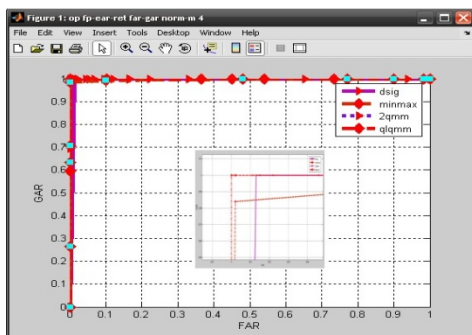 Figure 1: op fp-ear-ret far-gar norm-m 4
File Edit View Insert Tools Desktop Window Help
1
0.9
0.8
0.7
0.6
0.5
0.4
0.3
0.2
0.1
0
GAR
dsig
minmax
2qmm
qlqmm
0 0.1 0.2 0.3 0.4 0.5 0.6 0.7 0.8 0.9 1
FAR